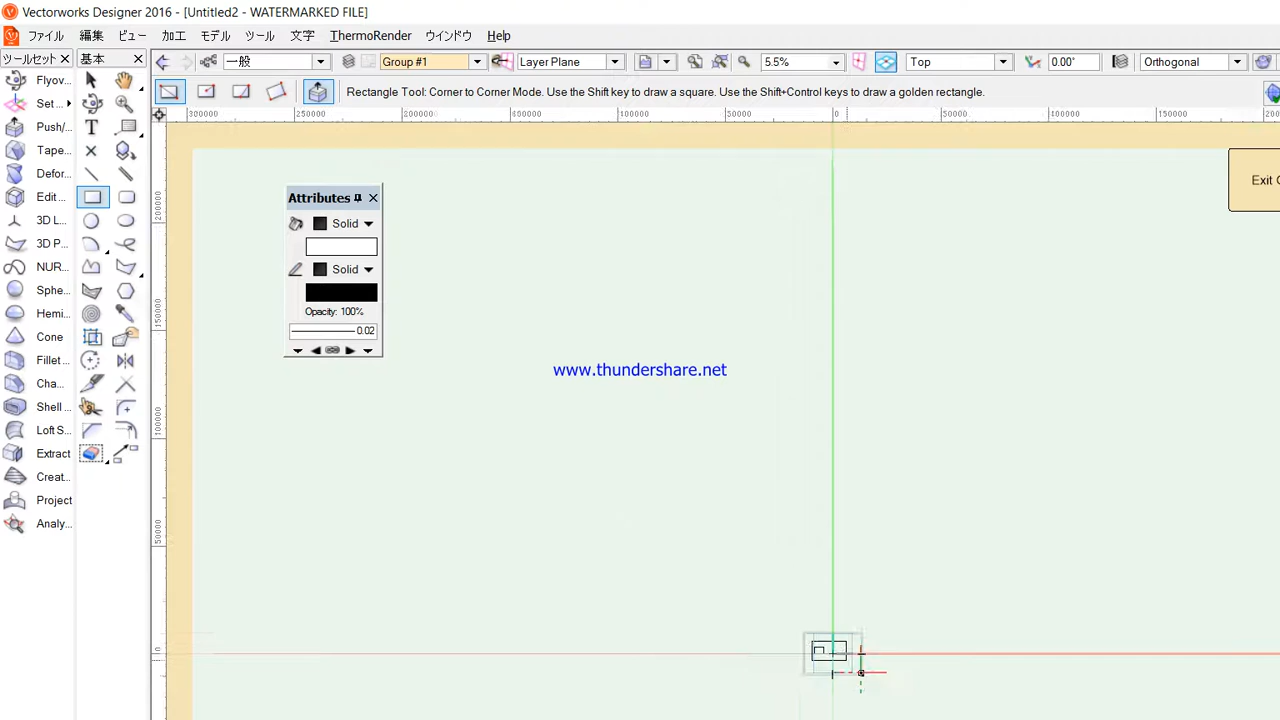 Vectorworks Designer 2016 - [Untitled2 - WATERMARKED FILE]
ファイル 編集 ビュー 加工 モデル ツール 文字 ThermoRender ウインドウ Help
ツールセット 基本 一般 Group #1 Layer Plane 5.5% Top 0.00° Orthogonal
Rectangle Tool: Corner to Corner Mode. Use the Shift key to draw a square. Use the Shift+Control keys to draw a golden rectangle.
300000 250000 200000 150000 100000 50000 0 50000 100000 150000 200
200000
150000
100000
50000
0
Flyov...
Set...
Push/
Tape...
Defor...
Edit ...
3D L...
3D P...
NUR...
Sphe...
Hemi...
Cone
Fillet...
Cha...
Shell ...
Loft S...
Extract
Creat...
Project
Analy...
Exit
Attributes
Solid
Solid
Opacity: 100%
0.02
www.thundershare.net